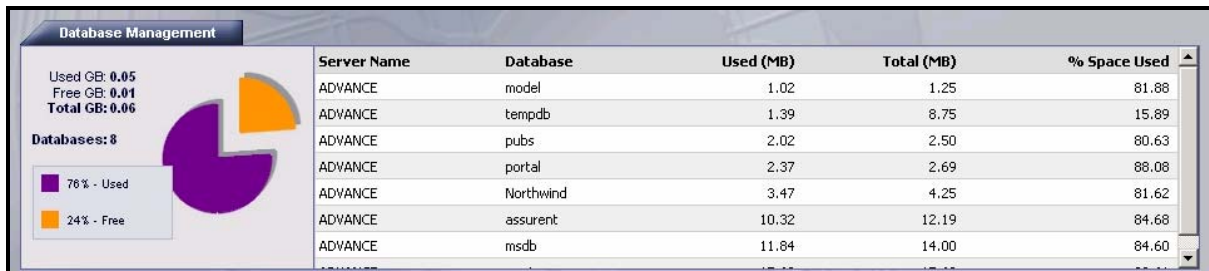 Database Management
Used GB: 0.05
Free GB: 0.01
Total GB: 0.06
Databases: 8
76% - Used
24% - Free
Server Name Database Used (MB) Total (MB) % Space Used
ADVANCE model 1.02 1.25 81.88
ADVANCE tempdb 1.39 8.75 15.89
ADVANCE pubs 2.02 2.50 80.63
ADVANCE portal 2.37 2.69 88.08
ADVANCE Northwind 3.47 4.25 81.62
ADVANCE assurent 10.32 12.19 84.68
ADVANCE msdb 11.84 14.00 84.60